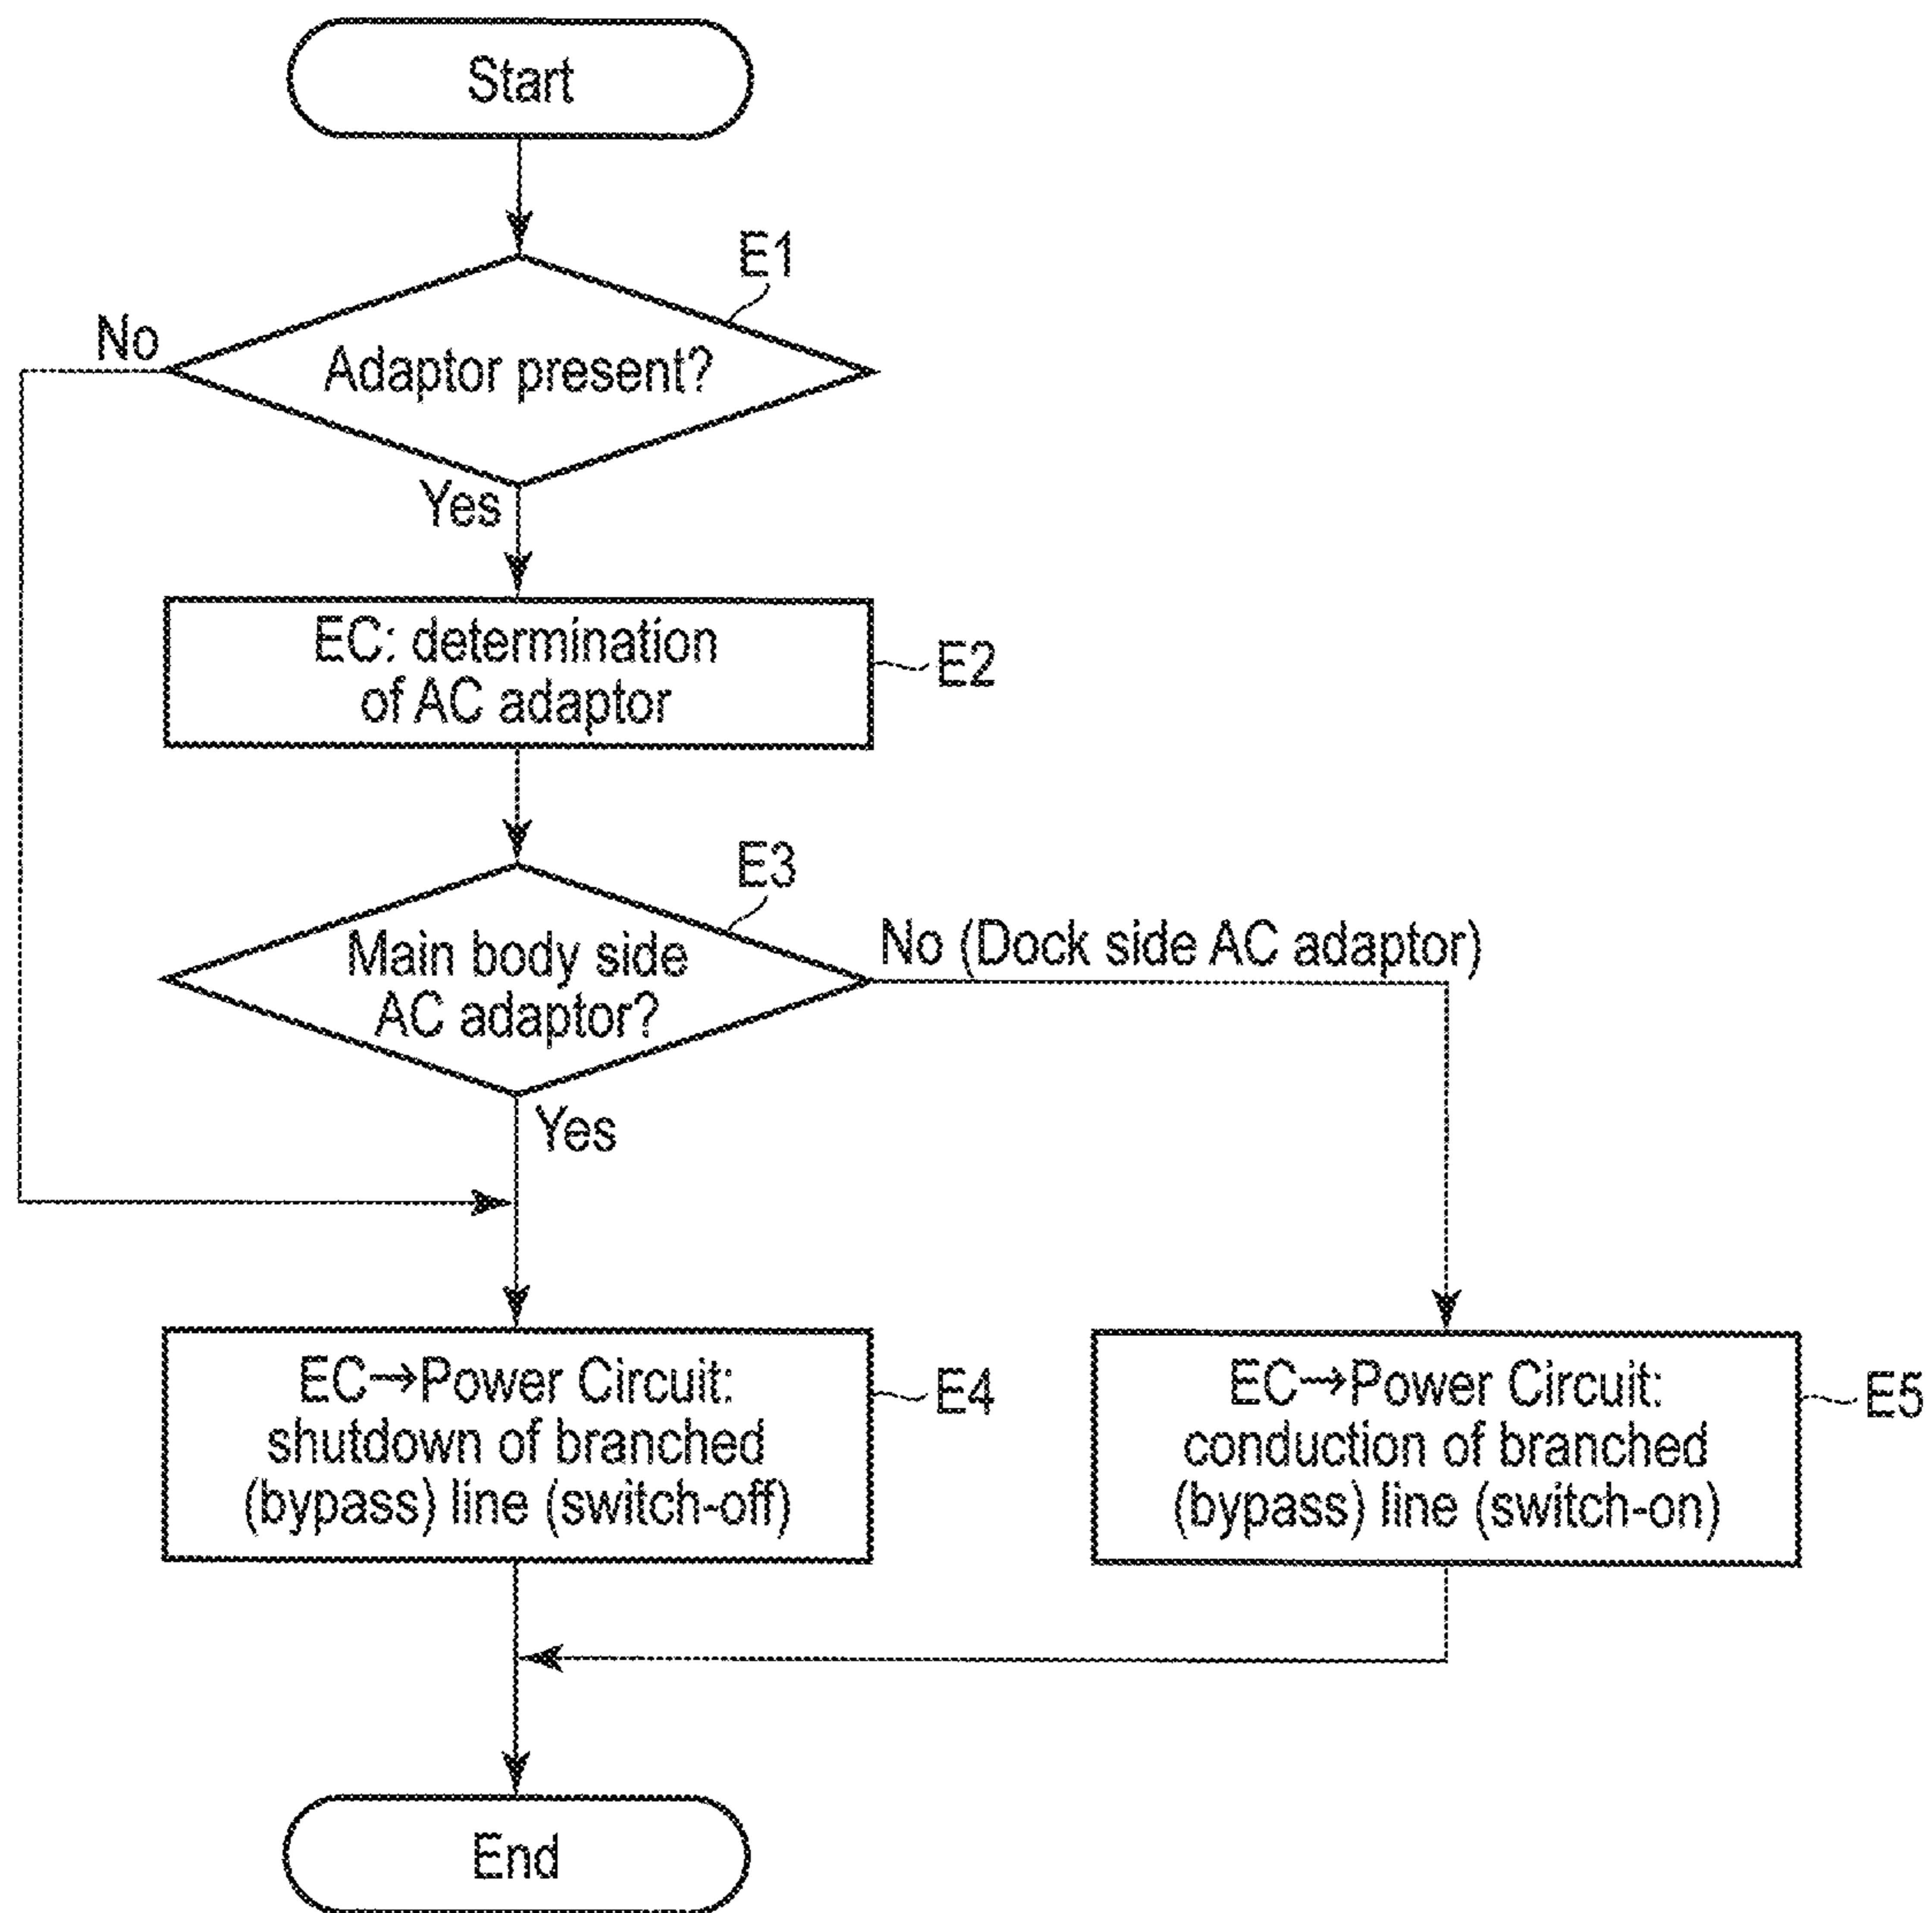 Start
E1
No
Adaptor present?
Yes
EC: determination
of AC adaptor
E2
E3
Main body side
AC adaptor?
No (Dock side AC adaptor)
Yes
EC→Power Circuit:
shutdown of branched
(bypass) line (switch-off)
E4
EC→Power Circuit:
conduction of branched
(bypass) line (switch-on)
E5
End